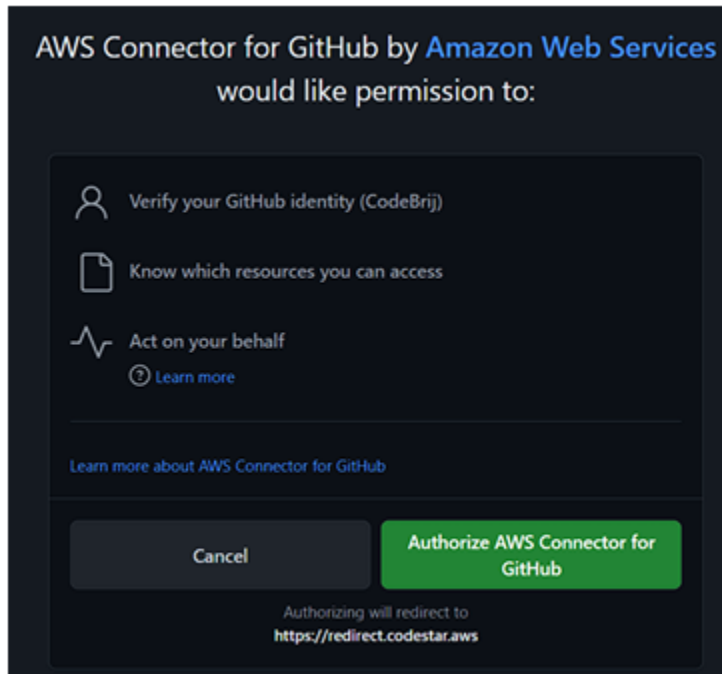 AWS Connector for GitHub by Amazon Web Services
would like permission to:
Verify your GitHub identity (CodeBrij)
Know which resources you can access
Act on your behalf
Learn more
Learn more about AWS Connector for GitHub
Cancel
Authorize AWS Connector for
GitHub
Authorizing will redirect to
https://redirect.codestar.aws